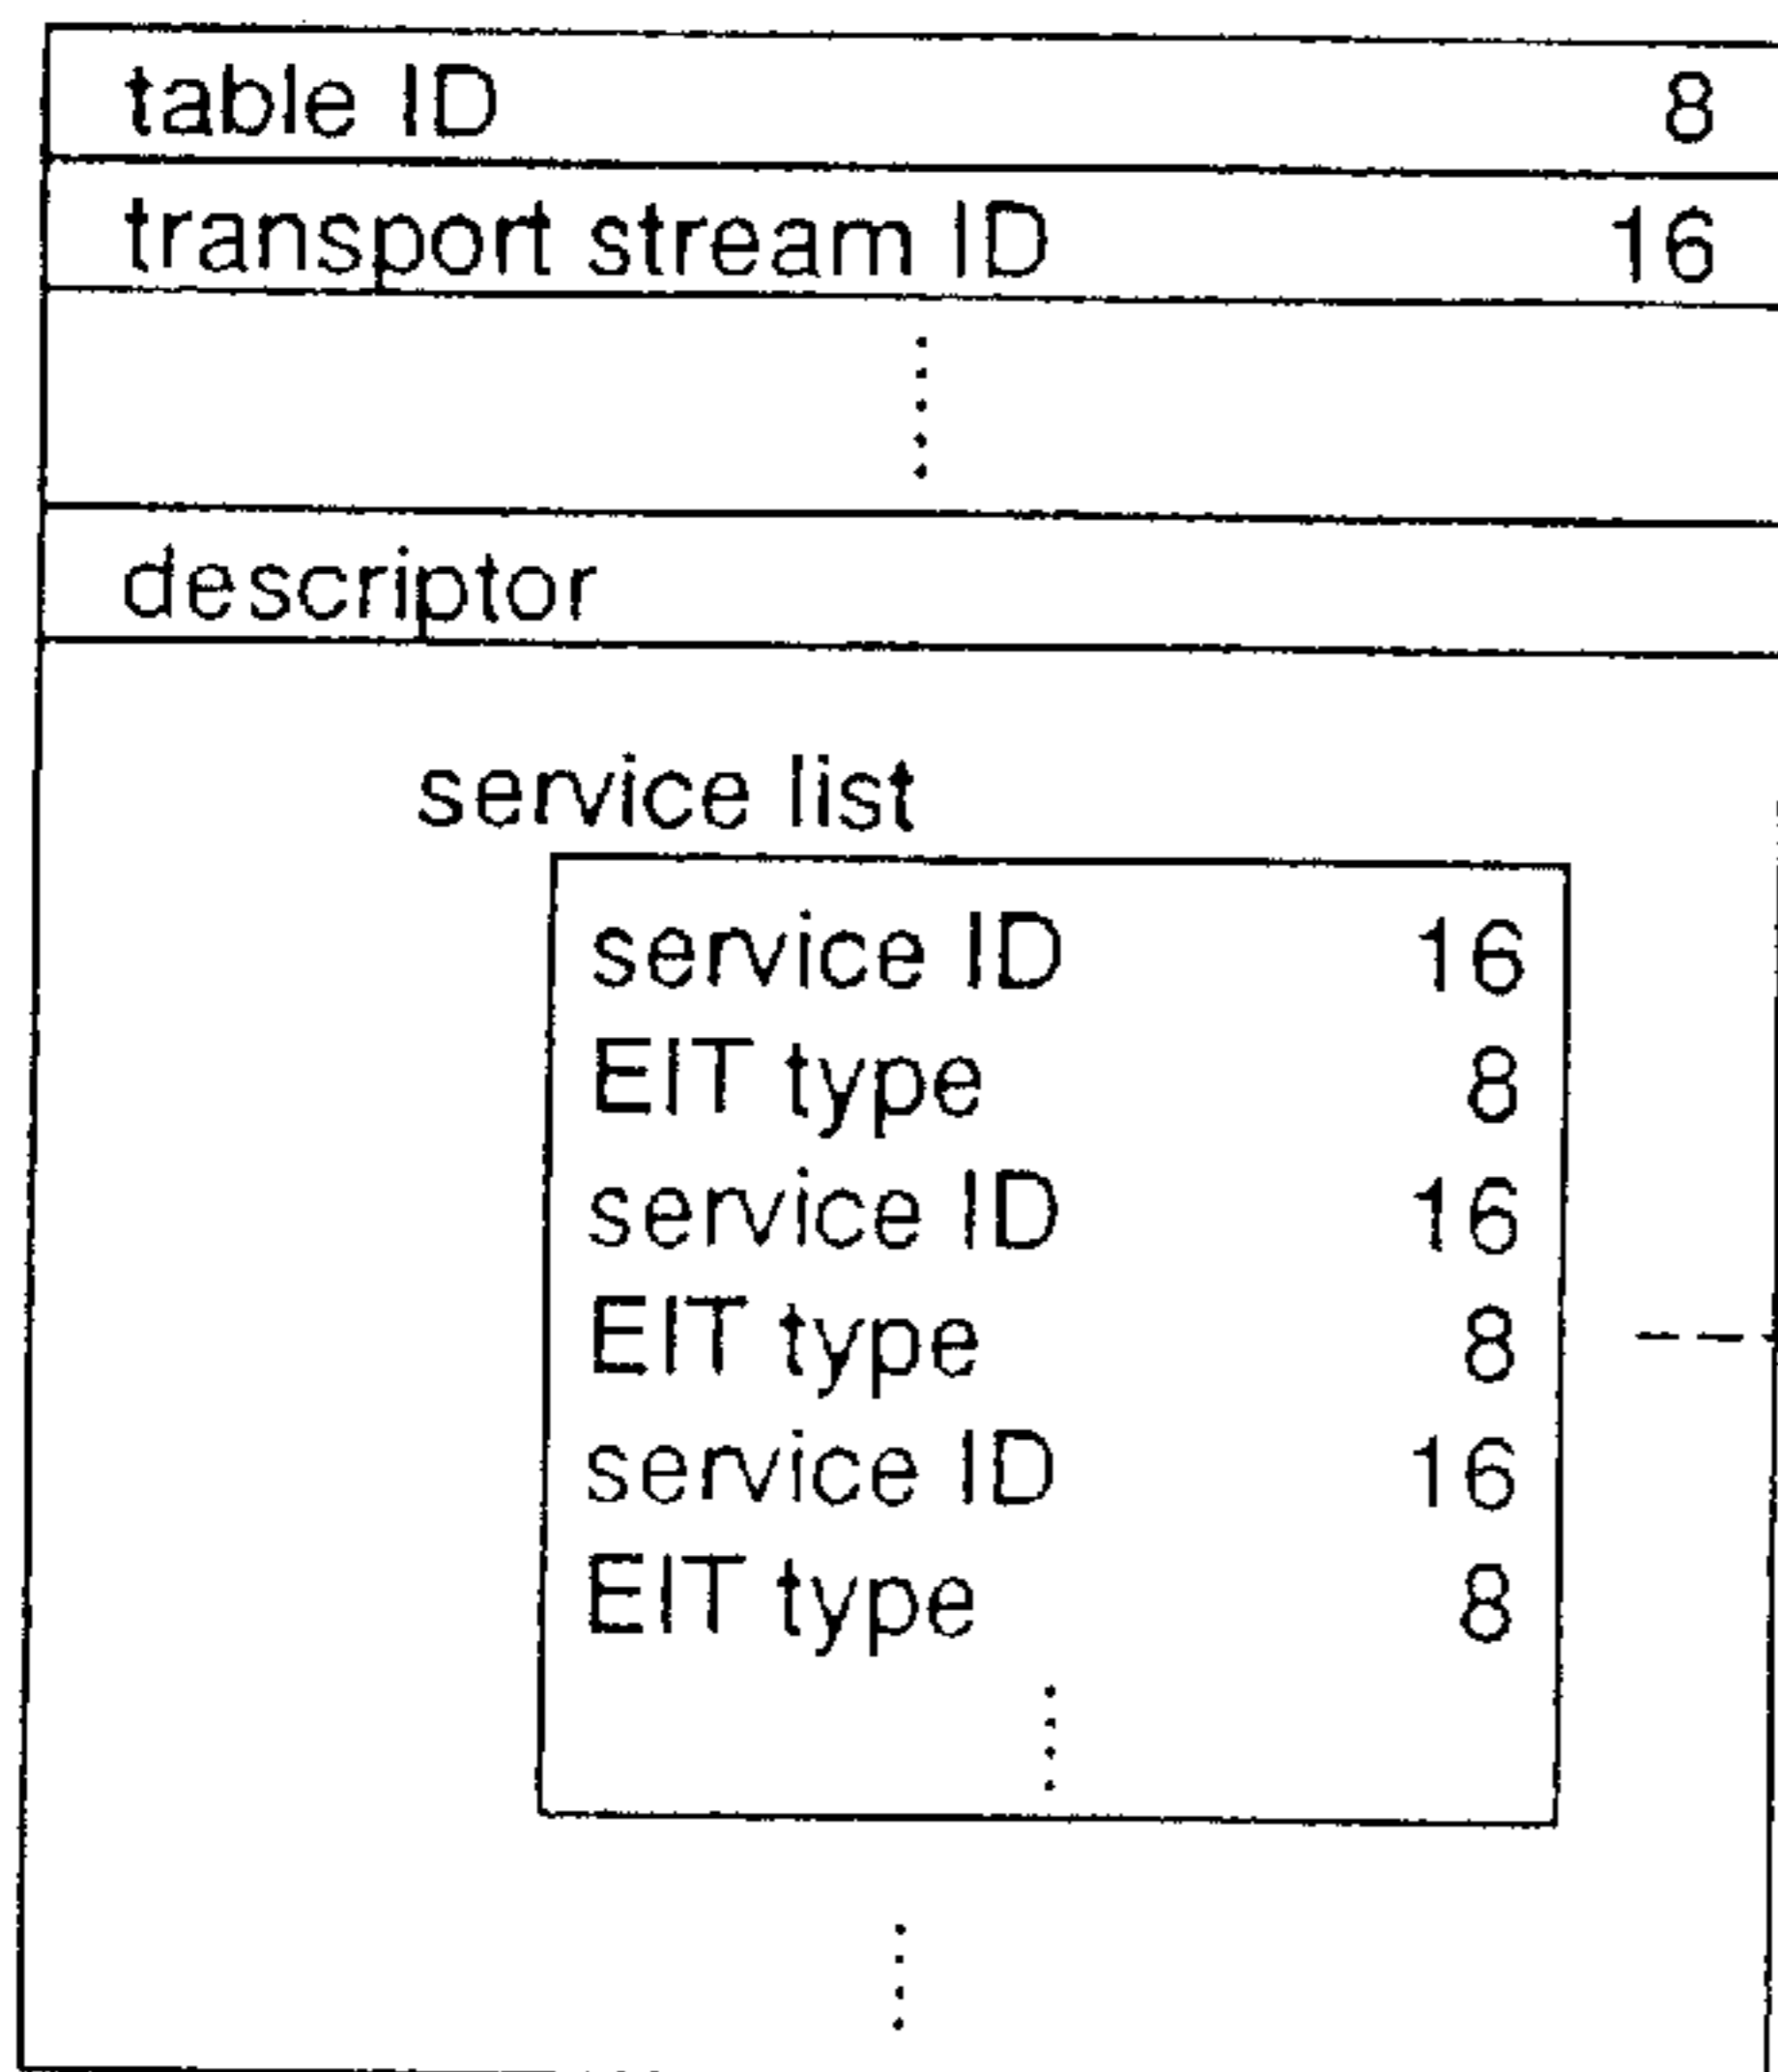 table ID 8
transport stream ID 16
descriptor
service list
service ID 16
EIT type 8
service ID 16
EIT type 8
service ID 16
EIT type 8